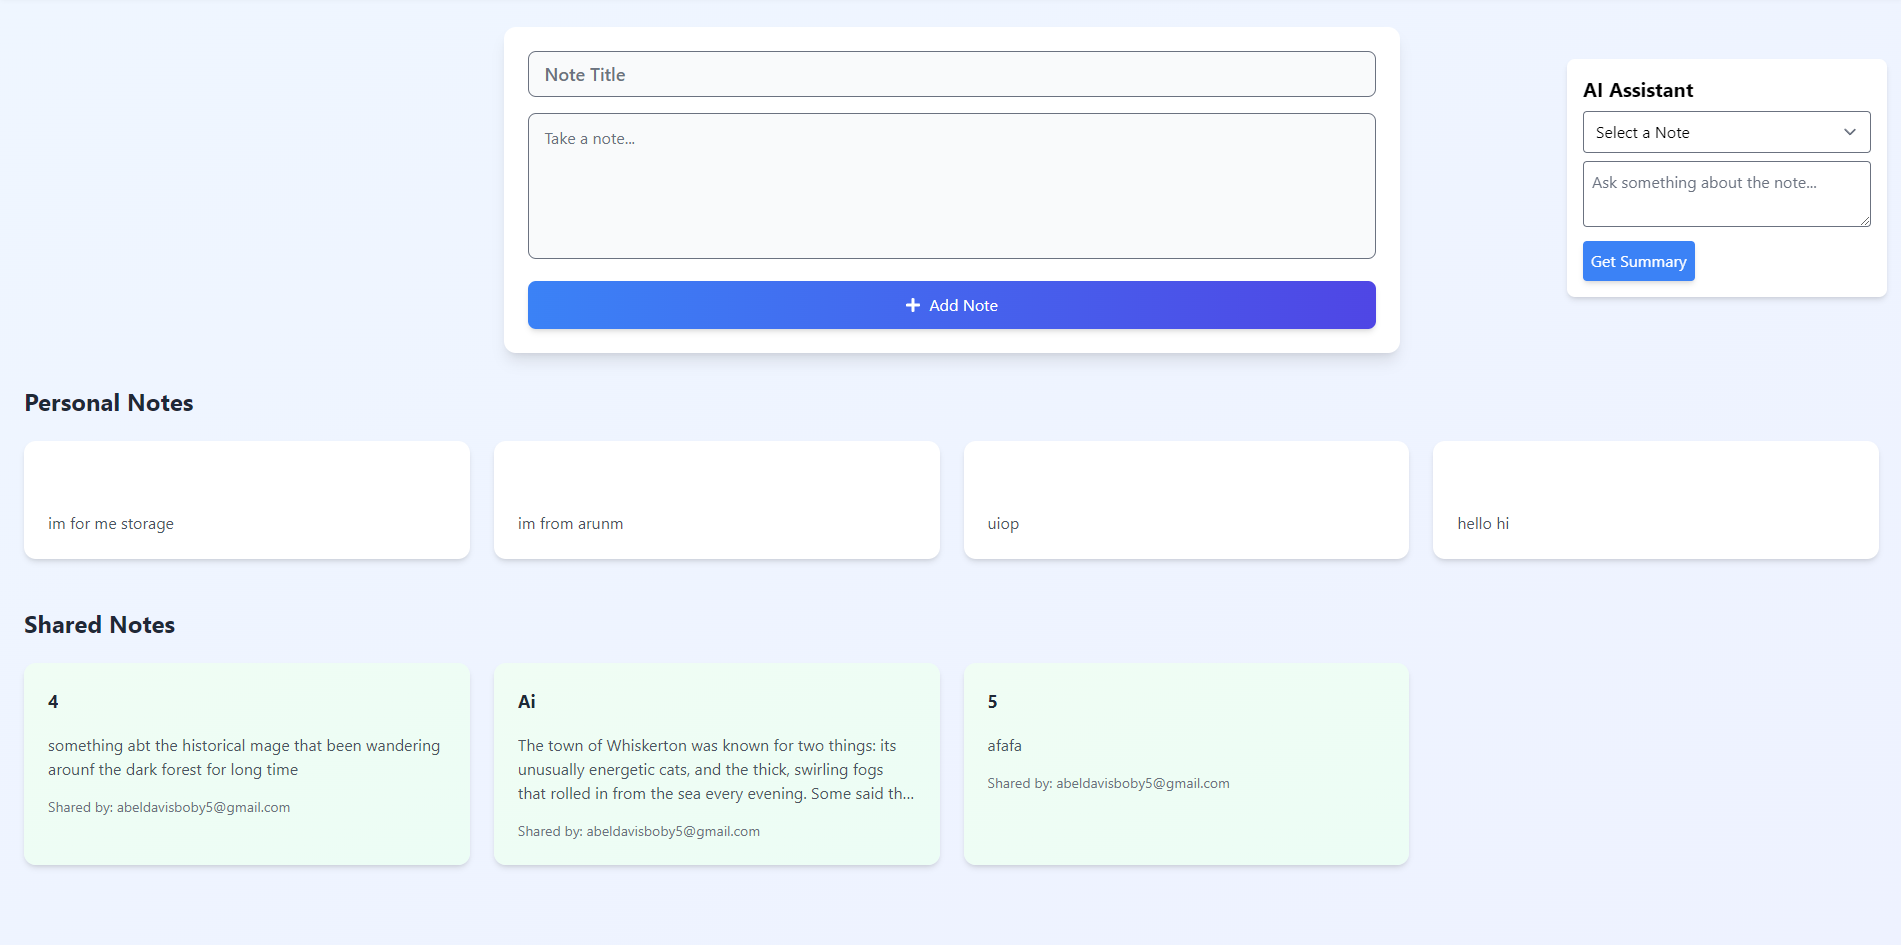 Note Title
Take a note...
Add Note
AI Assistant
Select a Note
Ask something about the note...
Get Summary
Personal Notes
im for me storage
im from arunm
uiop
hello hi
Shared Notes
4
something abt the historical mage that been wandering
arounf the dark forest for long time
Shared by: abeldavisboby5@gmail.com
Ai
The town of Whiskerton was known for two things: its
unusually energetic cats, and the thick, swirling fogs
that rolled in from the sea every evening. Some said th...
Shared by: abeldavisboby5@gmail.com
5
afafa
Shared by: abeldavisboby5@gmail.com